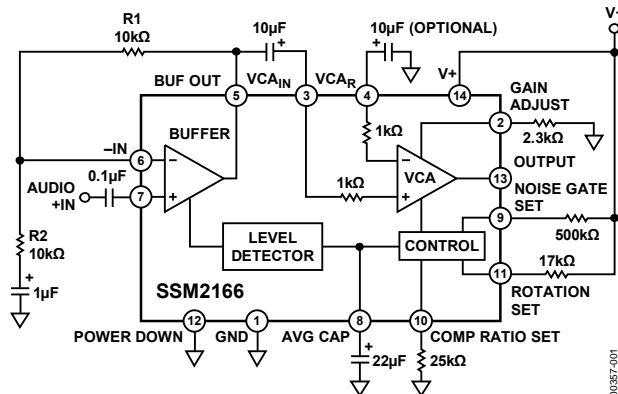 R1
10kΩ
10µF
+
10µF (OPTIONAL)
+
V+
BUF OUT
VCAIN
VCAR
V+
5
3
4
14
GAIN
ADJUST
2
2.3kΩ
BUFFER
1kΩ
–IN
6
–
–
VCA
OUTPUT
13
0.1µF
1kΩ
+
AUDIO
+IN
7
+
NOISE GATE
SET
9
500kΩ
R2
10kΩ
LEVEL
DETECTOR
CONTROL
17kΩ
11
+
1µF
SSM2166
ROTATION
SET
POWER DOWN
12
GND
1
AVG CAP
8
10
COMP RATIO SET
+
22µF
25kΩ
00357-001